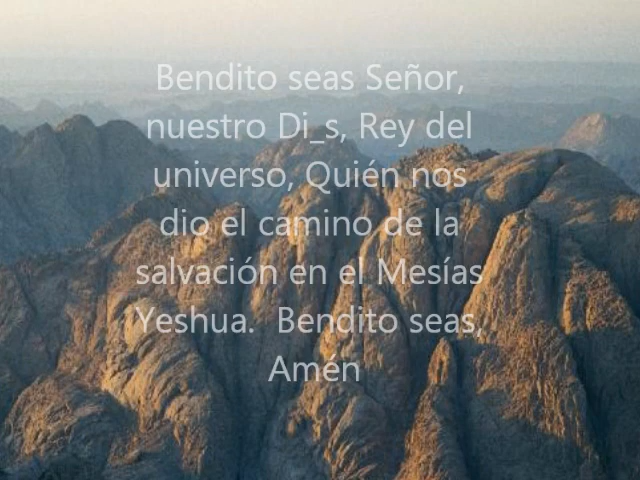 Bendito seas Señor,
nuestro Di_s, Rey del
universo, Quién nos
dio el camino de la
salvación en el Mesías
Yeshua.  Bendito seas,
Amén